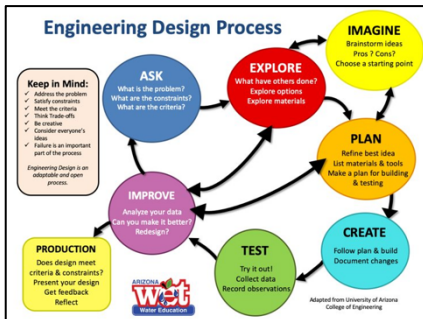 Engineering Design Process
Keep in Mind:
✓ Address the problem
✓ Satisfy constraints
✓ Meet the criteria
✓ Think Trade-offs
✓ Be creative
✓ Consider everyone's
ideas
✓ Failure is an important
part of the process
Engineering Design is an
adaptable and open
process.
ASK
What is the problem?
What are the constraints?
What are the criteria?
EXPLORE
What have others done?
Explore options
Explore materials
IMAGINE
Brainstorm ideas
Pros ? Cons?
Choose a starting point
PLAN
Refine best idea
List materials & tools
Make a plan for building
& testing
CREATE
Follow plan & build
Document changes
TEST
Try it out!
Collect data
Record observations
IMPROVE
Analyze your data
Can you make it better?
Redesign?
PRODUCTION
Does design meet
criteria & constraints?
Present your design
Get feedback
Reflect
ARIZONA
Wet
Water Education
Adapted from University of Arizona
College of Engineering